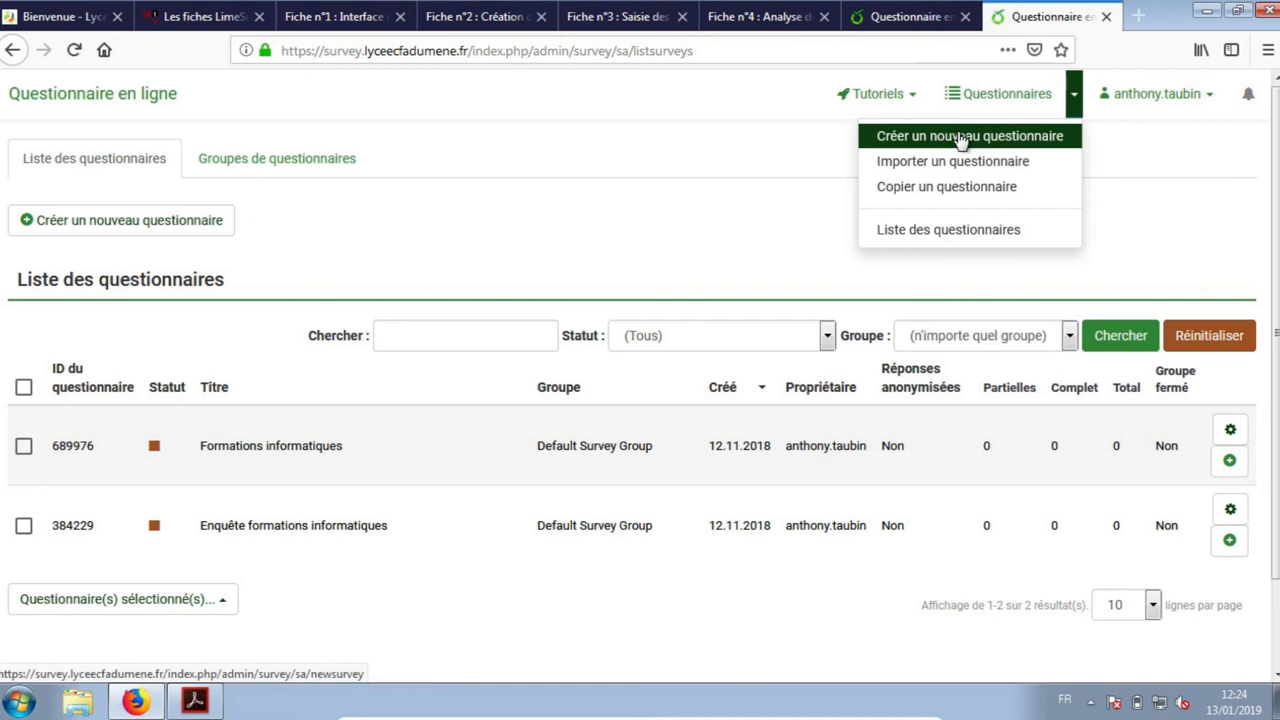 Bienvenue - Lyc
Les fiches LimeS
Fiche n°1 : Interface
Fiche n°2 : Création
Fiche n°3 : Saisie des
Fiche n°4 : Analyse d
Questionnaire en
Questionnaire en
https://survey.lyceecfadumene.fr/index.php/admin/survey/sa/listsurveys
Questionnaire en ligne
Tutoriels
Questionnaires
anthony.taubin
Créer un nouveau questionnaire
Importer un questionnaire
Copier un questionnaire
Liste des questionnaires
Liste des questionnaires
Groupes de questionnaires
Créer un nouveau questionnaire
Liste des questionnaires
Chercher :
Statut :
(Tous)
Groupe :
(n'importe quel groupe)
Chercher
Réinitialiser
ID du questionnaire
Statut
Titre
Groupe
Créé
Propriétaire
Réponses anonymisées
Partielles
Complet
Total
Groupe fermé
689976 Formations informatiques Default Survey Group 12.11.2018 anthony.taubin Non 0 0 0 Non
384229 Enquête formations informatiques Default Survey Group 12.11.2018 anthony.taubin Non 0 0 0 Non
Questionnaire(s) sélectionné(s)...
Affichage de 1-2 sur 2 résultat(s).
10
lignes par page
https://survey.lyceecfadumene.fr/index.php/admin/survey/sa/newsurvey
FR
12:24
13/01/2019